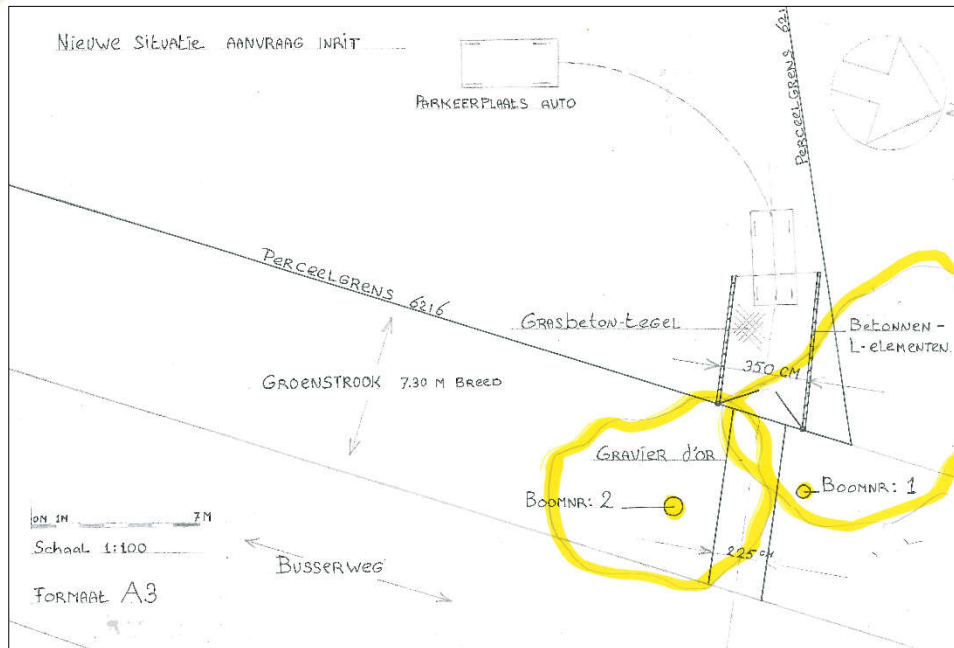 Nieuwe Situatie AANVRAAG INRIT
PARKEERPLAATS AUTO
PERCEELGRENS 621
PERCEELGRENS 6216
GRASBETON-TEGEL
BETONNEN-
L-ELEMENTEN
350 CM
GROENSTROOK 7.30 M BREED
GRAVIER d'OR
BOOMNR: 2
BOOMNR: 1
0M 1M 7M
Schaal 1:100
225 CM
BUSSERWEG
FORMAAT A3